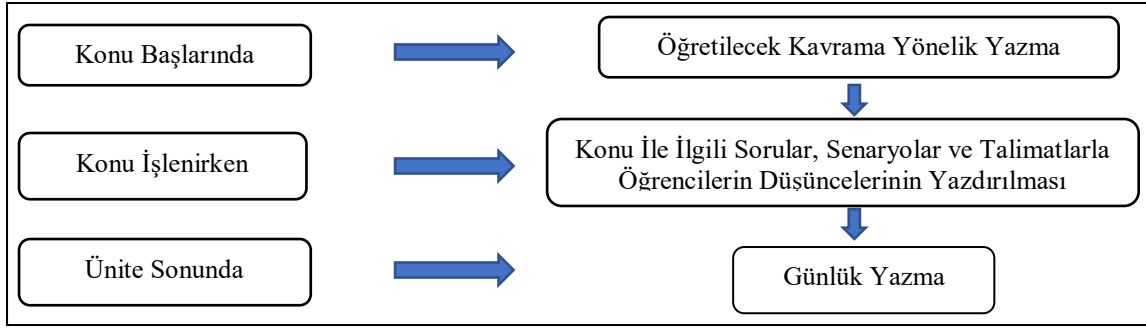 Konu Başlarında
Öğretilecek Kavrama Yönelik Yazma
Konu İşlenirken
Konu İle İlgili Sorular, Senaryolar ve Talimatlarla
Öğrencilerin Düşüncelerinin Yazdırılması
Ünite Sonunda
Günlük Yazma